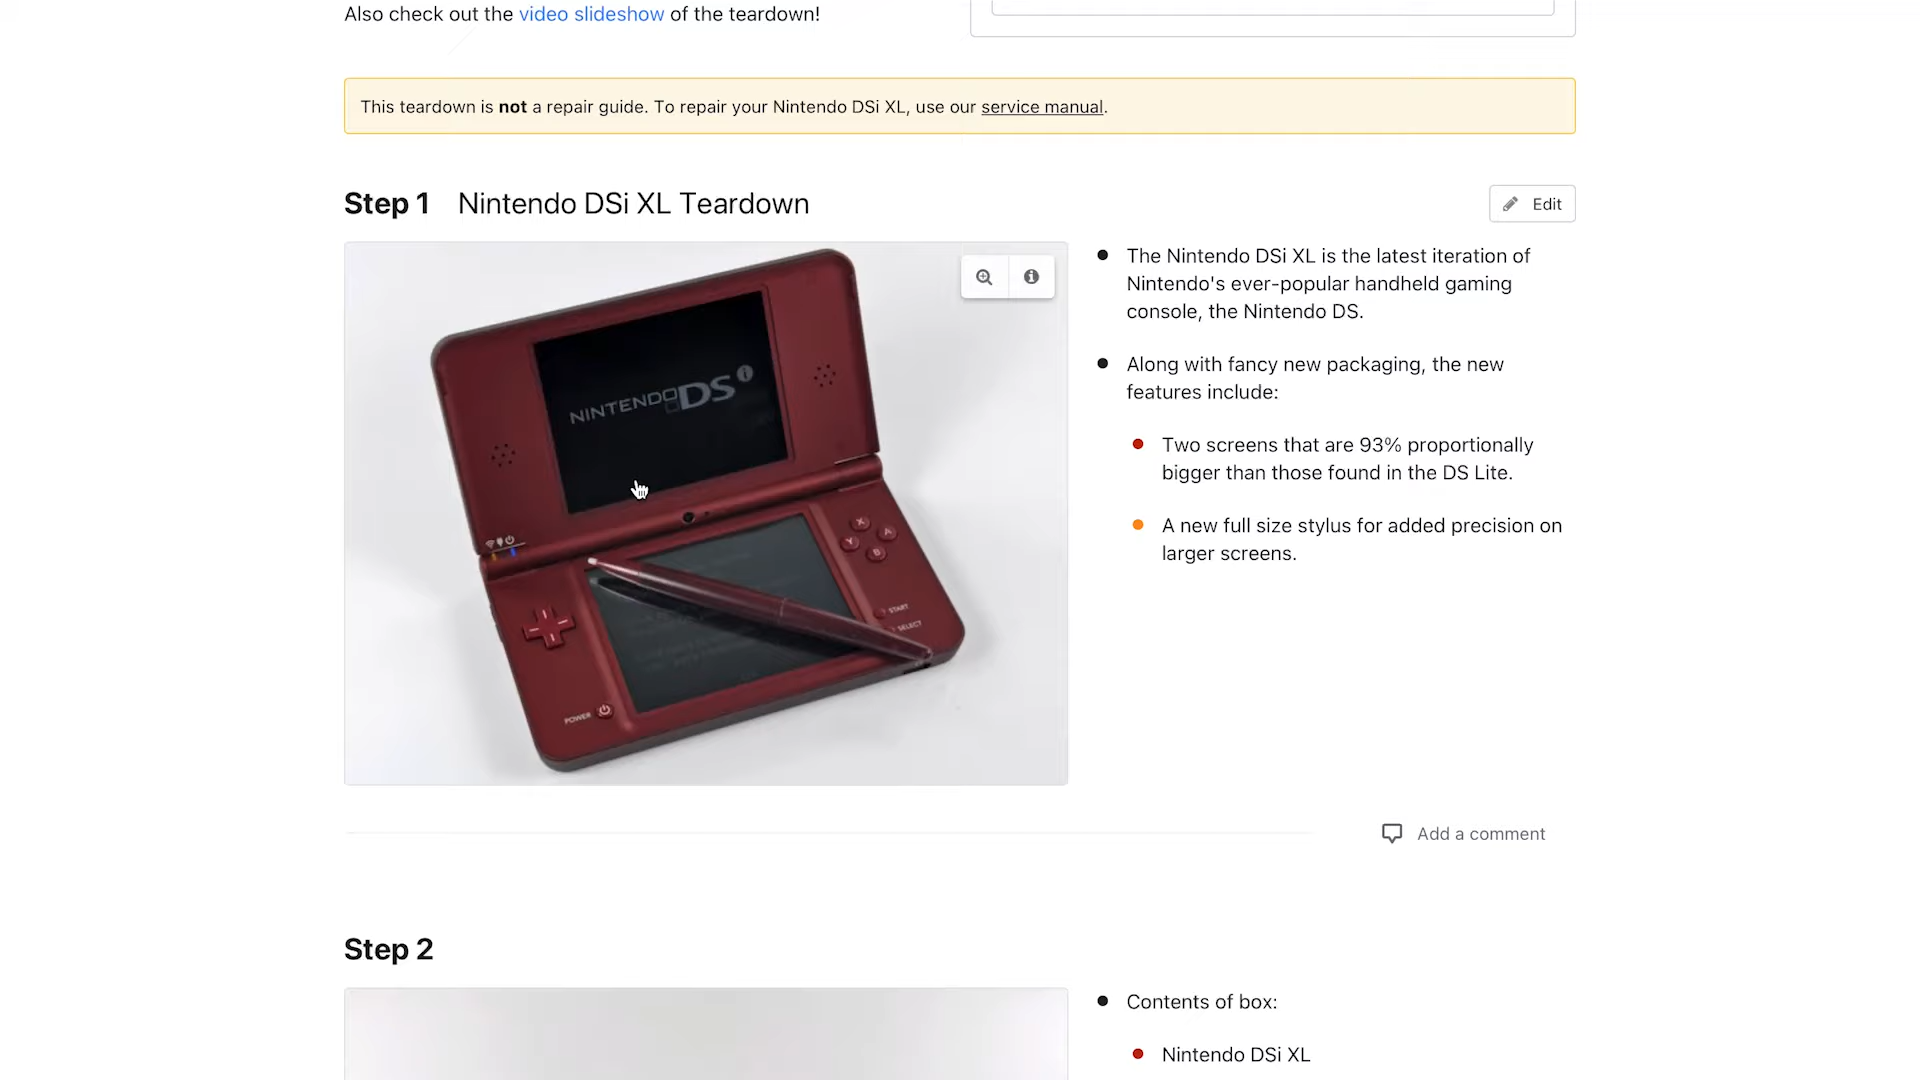 Also check out the video slideshow of the teardown!
This teardown is not a repair guide. To repair your Nintendo DSi XL, use our service manual.
Step 1 Nintendo DSi XL Teardown
Edit
The Nintendo DSi XL is the latest iteration of
Nintendo's ever-popular handheld gaming
console, the Nintendo DS.
Along with fancy new packaging, the new
features include:
Two screens that are 93% proportionally
bigger than those found in the DS Lite.
A new full size stylus for added precision on
larger screens.
NINTENDO DS i
X
Y
A
B
START
SELECT
POWER
Add a comment
Step 2
Contents of box:
Nintendo DSi XL